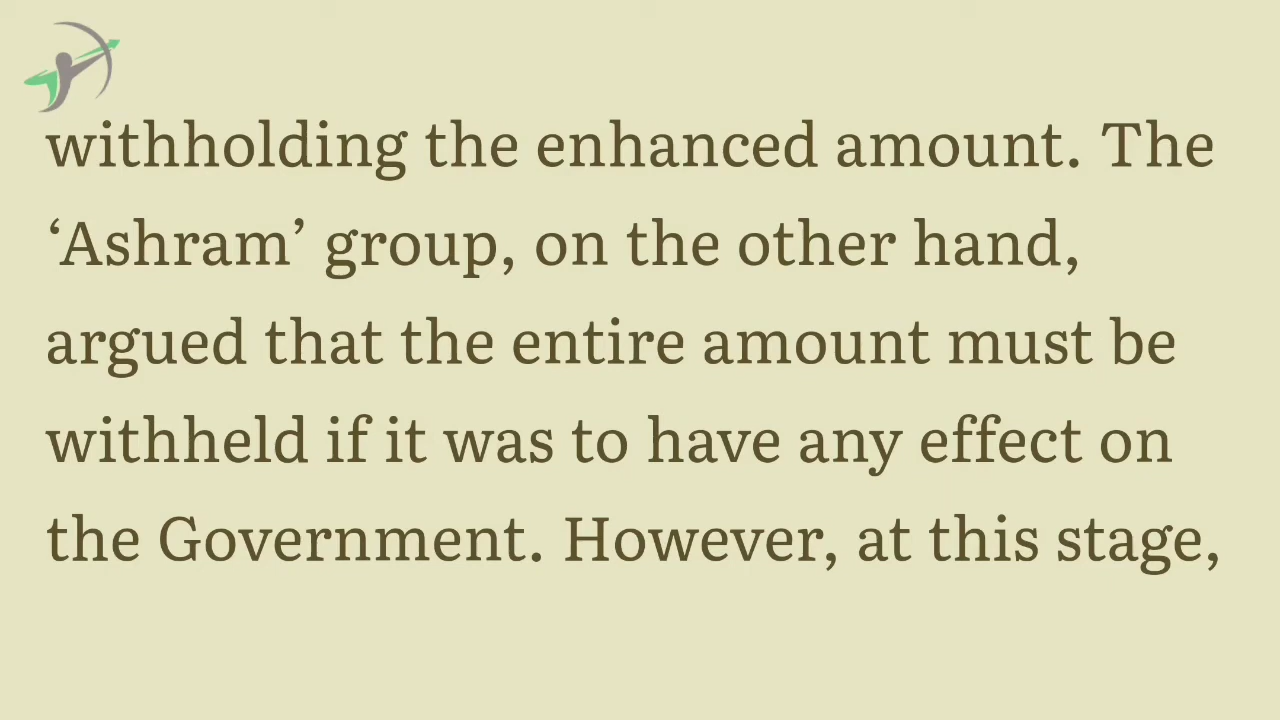 withholding the enhanced amount. The
‘Ashram’ group, on the other hand,
argued that the entire amount must be
withheld if it was to have any effect on
the Government. However, at this stage,